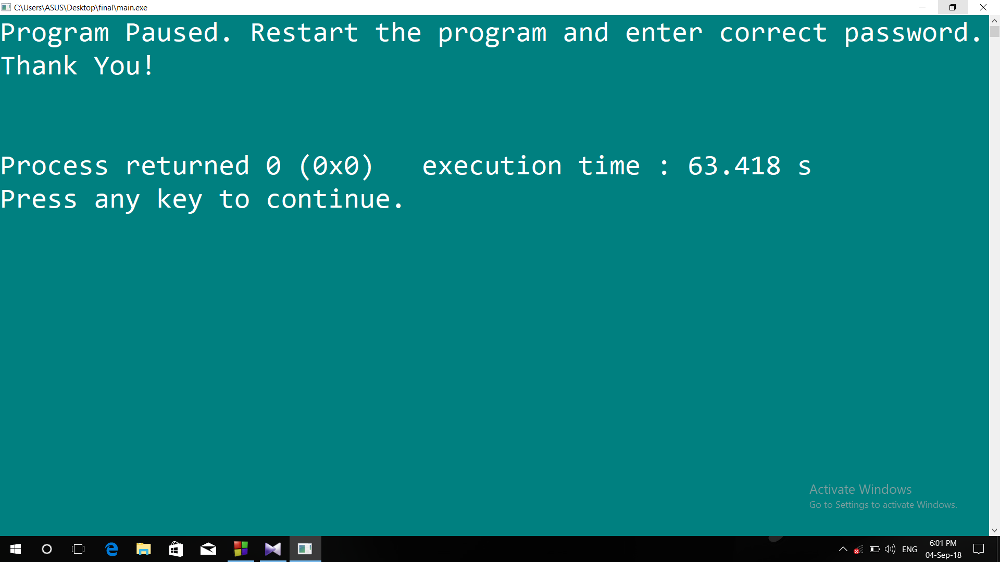 C:\Users\ASUS\Desktop\final\main.exe
Program Paused. Restart the program and enter correct password.
Thank You!
Process returned 0 (0x0)   execution time : 63.418 s
Press any key to continue.
Activate Windows
Go to Settings to activate Windows.
ENG
6:01 PM
04-Sep-18